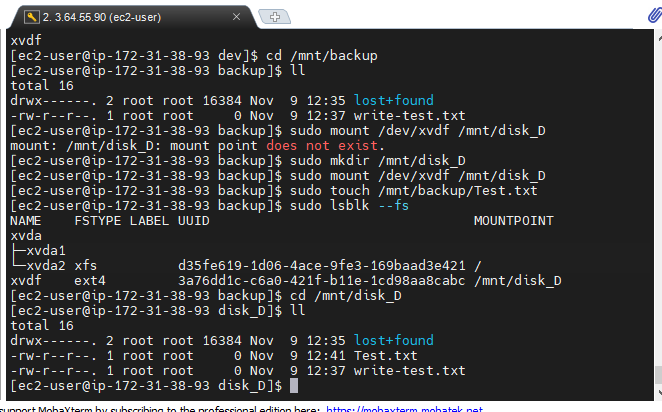 2. 3.64.55.90 (ec2-user)
xvdf
[ec2-user@ip-172-31-38-93 dev]$ cd /mnt/backup
[ec2-user@ip-172-31-38-93 backup]$ ll
total 16
drwx------. 2 root root 16384 Nov  9 12:35 lost+found
-rw-r--r--. 1 root root     0 Nov  9 12:37 write-test.txt
[ec2-user@ip-172-31-38-93 backup]$ sudo mount /dev/xvdf /mnt/disk_D
mount: /mnt/disk_D: mount point does not exist.
[ec2-user@ip-172-31-38-93 backup]$ sudo mkdir /mnt/disk_D
[ec2-user@ip-172-31-38-93 backup]$ sudo mount /dev/xvdf /mnt/disk_D
[ec2-user@ip-172-31-38-93 backup]$ sudo touch /mnt/backup/Test.txt
[ec2-user@ip-172-31-38-93 backup]$ sudo lsblk --fs
NAME    FSTYPE LABEL UUID                                 MOUNTPOINT
xvda
├─xvda1
└─xvda2 xfs          d35fe619-1d06-4ace-9fe3-169baad3e421 /
xvdf    ext4         3a76dd1c-c6a0-421f-b11e-1cd98aa8cabc /mnt/disk_D
[ec2-user@ip-172-31-38-93 backup]$ cd /mnt/disk_D
[ec2-user@ip-172-31-38-93 disk_D]$ ll
total 16
drwx------. 2 root root 16384 Nov  9 12:35 lost+found
-rw-r--r--. 1 root root     0 Nov  9 12:41 Test.txt
-rw-r--r--. 1 root root     0 Nov  9 12:37 write-test.txt
[ec2-user@ip-172-31-38-93 disk_D]$
support MobaXterm by subscribing to the professional edition here: https://mobaxterm.mobatek.net